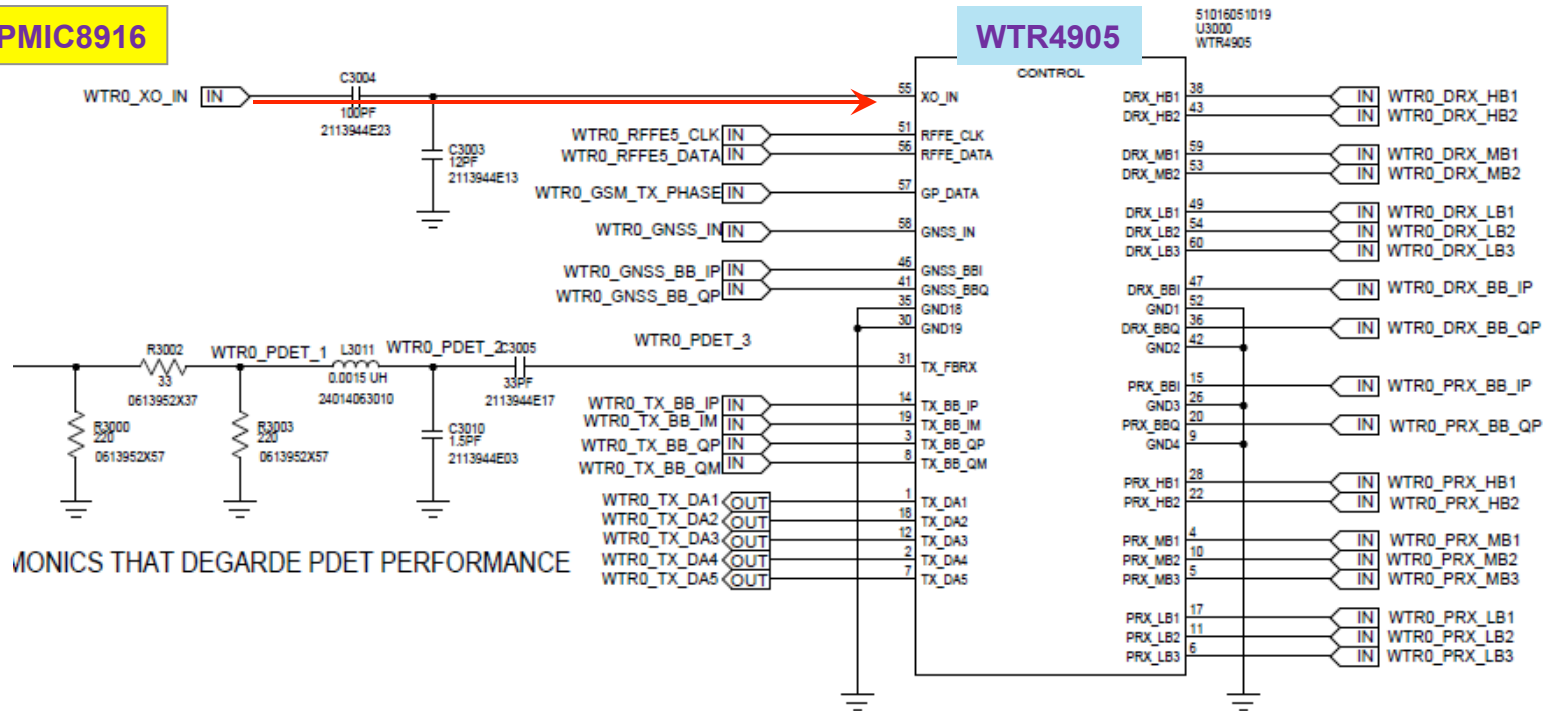 PMIC8916
WTR4905
51016051019
U3000
WTR4905
CONTROL
WTR0_XO_IN IN
C3004
100PF
2113944E23
C3003
12PF
2113944E13
55 XO_IN
WTR0_RFFE5_CLK IN 51 RFFE_CLK
WTR0_RFFE5_DATA IN 56 RFFE_DATA
WTR0_GSM_TX_PHASE IN 57 GP_DATA
WTR0_GNSS_IN IN 58 GNSS_IN
WTR0_GNSS_BB_IP IN 46 GNSS_BBI
WTR0_GNSS_BB_QP IN 41 GNSS_BBQ
35 GND18
30 GND19
R3002
33
0613952X37
WTR0_PDET_1
L3011
0.0015 UH
24014063010
WTR0_PDET_2
C3005
33PF
2113944E17
WTR0_PDET_3
31 TX_FBRX
R3000
220
0613952X57
R3003
220
0613952X57
C3010
1.5PF
2113944E03
WTR0_TX_BB_IP IN 14 TX_BB_IP
WTR0_TX_BB_IM IN 19 TX_BB_IM
WTR0_TX_BB_QP IN 3 TX_BB_QP
WTR0_TX_BB_QM IN 8 TX_BB_QM
WTR0_TX_DA1 OUT 1 TX_DA1
WTR0_TX_DA2 OUT 18 TX_DA2
WTR0_TX_DA3 OUT 12 TX_DA3
WTR0_TX_DA4 OUT 2 TX_DA4
WTR0_TX_DA5 OUT 7 TX_DA5
MONICS THAT DEGARDE PDET PERFORMANCE
DRX_HB1 38 IN WTR0_DRX_HB1
DRX_HB2 43 IN WTR0_DRX_HB2
DRX_MB1 59 IN WTR0_DRX_MB1
DRX_MB2 53 IN WTR0_DRX_MB2
DRX_LB1 49 IN WTR0_DRX_LB1
DRX_LB2 54 IN WTR0_DRX_LB2
DRX_LB3 60 IN WTR0_DRX_LB3
DRX_BBI 47 IN WTR0_DRX_BB_IP
GND1 52
DRX_BBQ 36 IN WTR0_DRX_BB_QP
GND2 42
PRX_BBI 15 IN WTR0_PRX_BB_IP
GND3 26
PRX_BBQ 20 IN WTR0_PRX_BB_QP
GND4 9
PRX_HB1 28 IN WTR0_PRX_HB1
PRX_HB2 22 IN WTR0_PRX_HB2
PRX_MB1 4 IN WTR0_PRX_MB1
PRX_MB2 10 IN WTR0_PRX_MB2
PRX_MB3 5 IN WTR0_PRX_MB3
PRX_LB1 17 IN WTR0_PRX_LB1
PRX_LB2 11 IN WTR0_PRX_LB2
PRX_LB3 6 IN WTR0_PRX_LB3